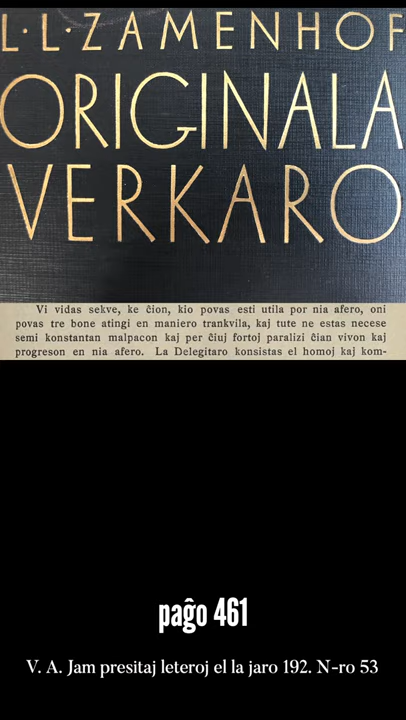 L·L·ZAMENHOF
ORIGINALA
VERKARO
Vi vidas sekve, ke ĉion, kio povas esti utila por nia afero, oni
povas tre bone atingi en maniero trankvila, kaj tute ne estas necese
semi konstantan malpacon kaj per ĉiuj fortoj paralizi ĉian vivon kaj
progreson en nia afero. La Delegitaro konsistas el homoj kaj kom-
paĝo 461
V. A. Jam presitaj leteroj el la jaro 192. N-ro 53